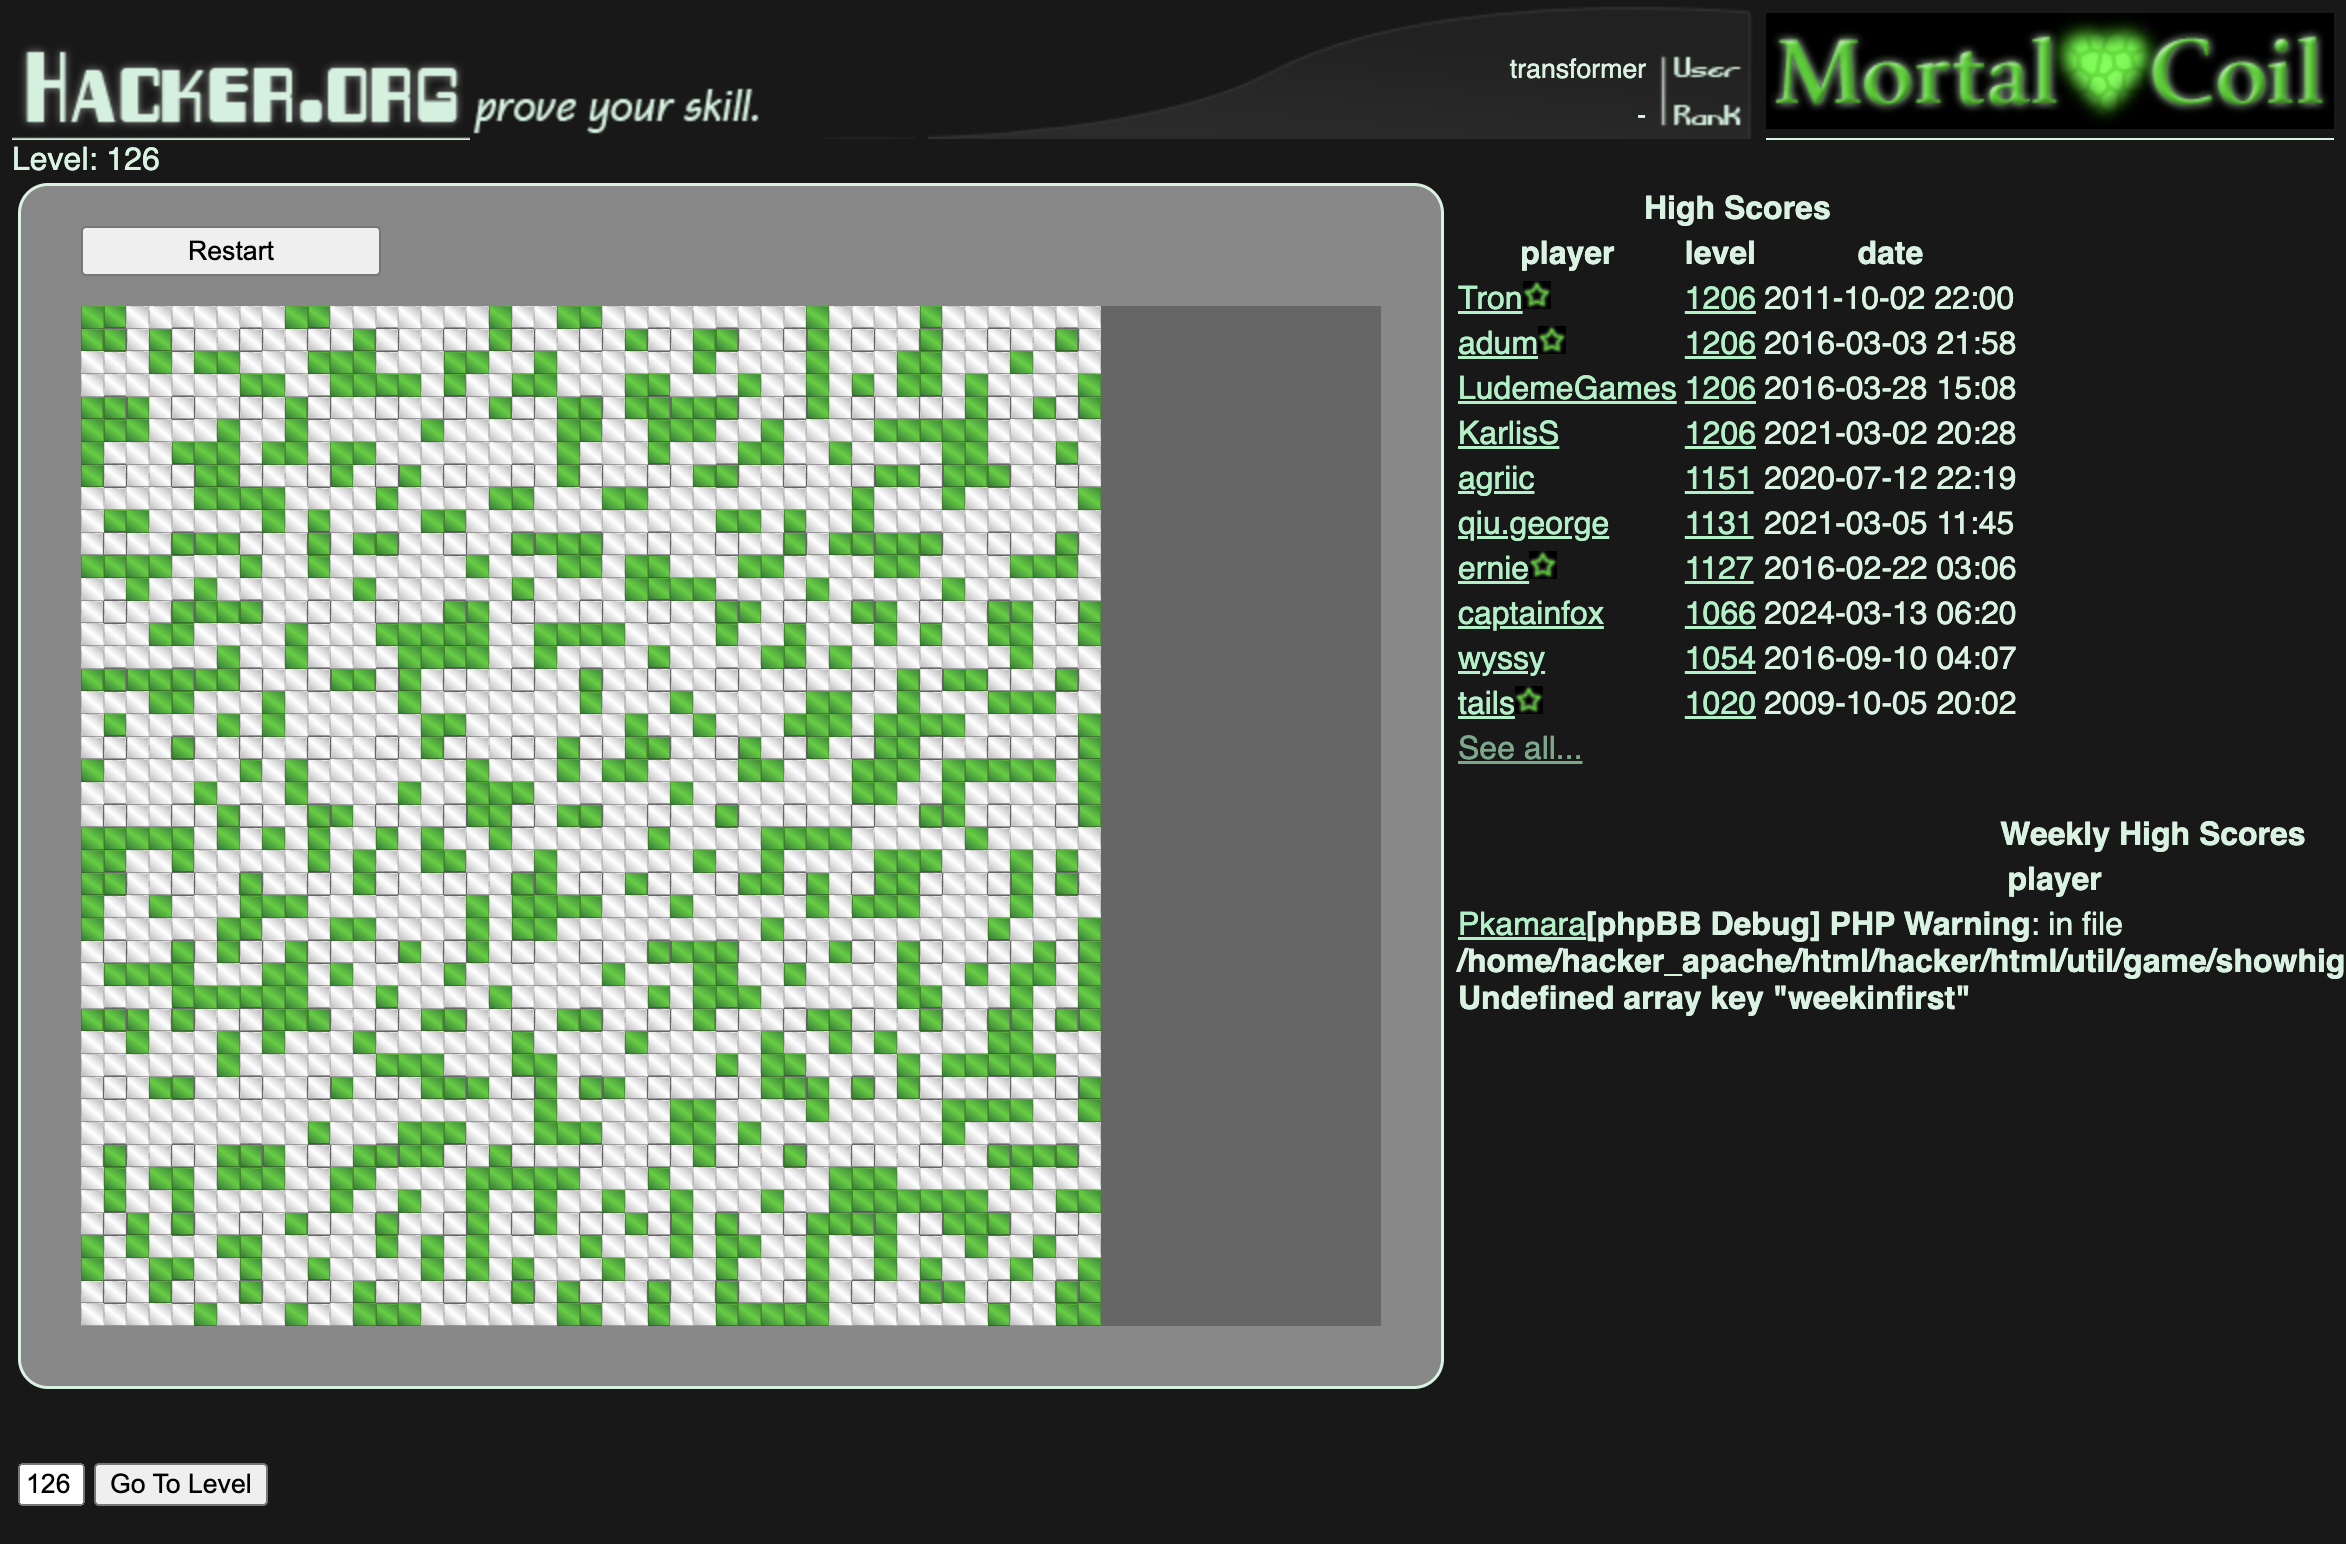 HACKER.ORG prove your skill.
transformer User
- Rank
Mortal Coil
Level: 126
Restart
High Scores
player level date
Tron 1206 2011-10-02 22:00
adum 1206 2016-03-03 21:58
LudemeGames 1206 2016-03-28 15:08
KarlisS 1206 2021-03-02 20:28
agriic 1151 2020-07-12 22:19
qiu.george 1131 2021-03-05 11:45
ernie 1127 2016-02-22 03:06
captainfox 1066 2024-03-13 06:20
wyssy 1054 2016-09-10 04:07
tails 1020 2009-10-05 20:02
See all...
Weekly High Scores
player
Pkamara[phpBB Debug] PHP Warning: in file
/home/hacker_apache/html/hacker/html/util/game/showhig
Undefined array key "weekinfirst"
126 Go To Level